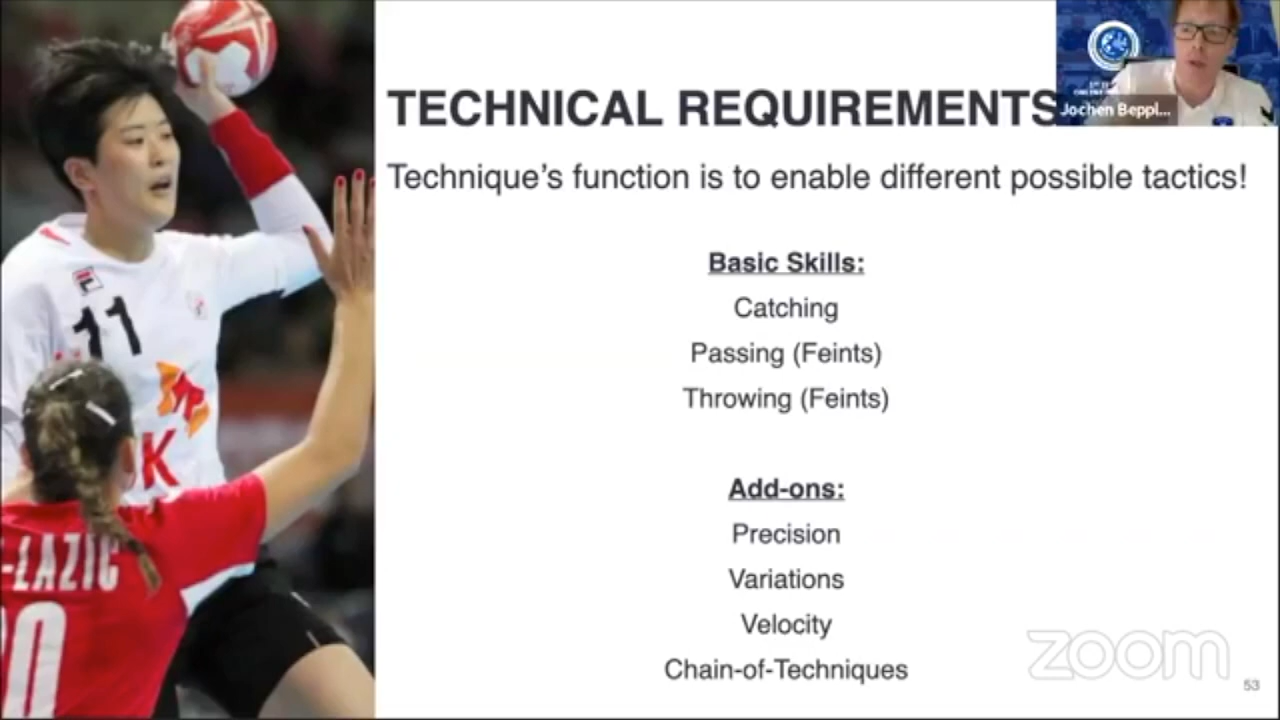 TECHNICAL REQUIREMENTS
Jochen Beppl...
Technique's function is to enable different possible tactics!
Basic Skills:
Catching
Passing (Feints)
Throwing (Feints)
Add-ons:
Precision
Variations
Velocity
Chain-of-Techniques
zoom
53
FILA
11
K
-LAZIC